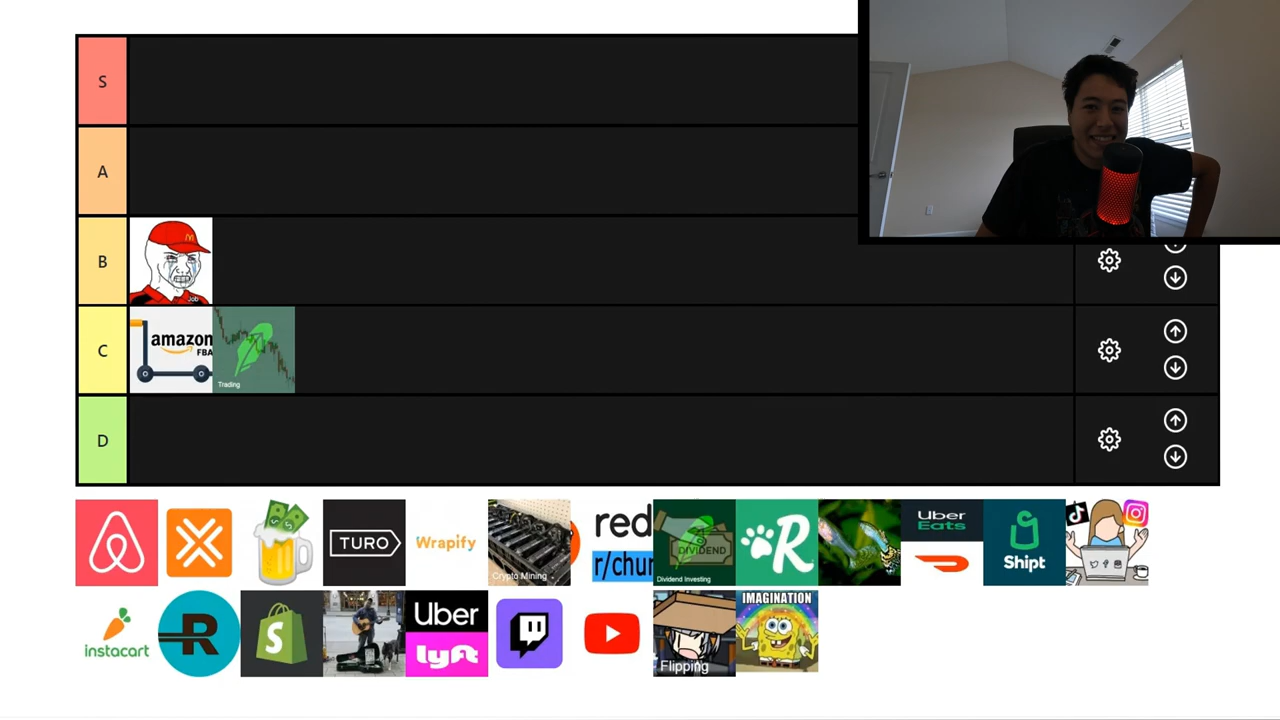 S
A
B
Job
C
amazon
FBA
Trading
D
TURO
Wrapify
Crypto Mining
red
r/chur
DIVIDEND
Dividend Investing
R
Uber
Eats
Shipt
instacart
R
S
Uber
lyft
Flipping
IMAGINATION